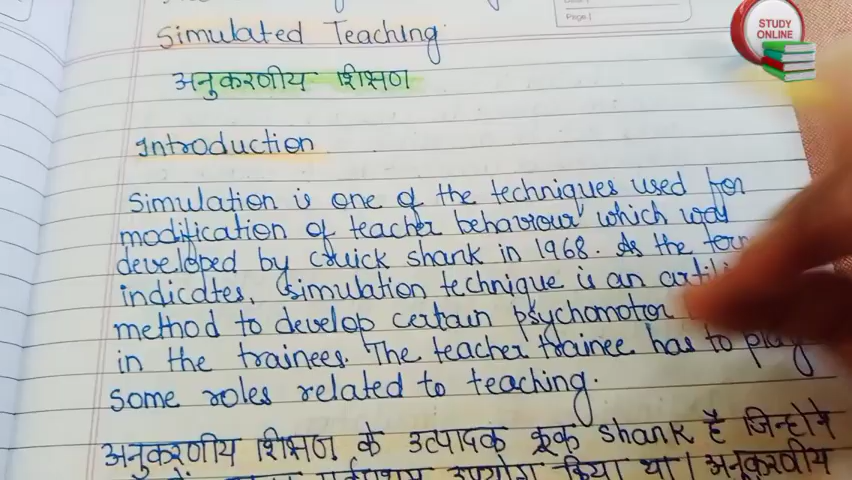 Page
STUDY
ONLINE
Simulated Teaching
अनुकरणीय शिक्षण
Introduction
Simulation is one of the techniques used for
modification of teacher behaviour which was
developed by cruick shank in 1968. As the
indicates, simulation technique is an
method to develop certain psychomotor
in the trainees. The teacher trainee has to play
some roles related to teaching.
अनुकरणीय शिक्षण के उत्पादक क्रूक shank है जिन्होने
किया था। अनुकरणीय